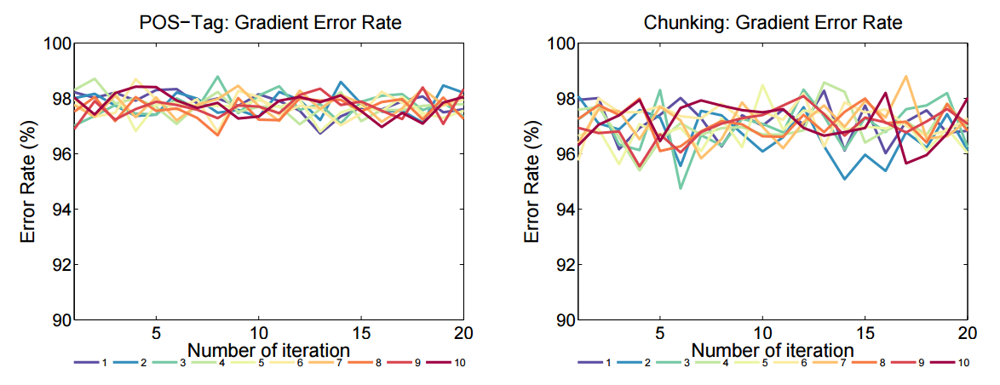 POS−Tag: Gradient Error Rate
Error Rate (%)
100
98
96
94
92
90
5 10 15 20
Number of iteration
1 2 3 4 5 6 7 8 9 10
Chunking: Gradient Error Rate
Error Rate (%)
100
98
96
94
92
90
5 10 15 20
Number of iteration
1 2 3 4 5 6 7 8 9 10